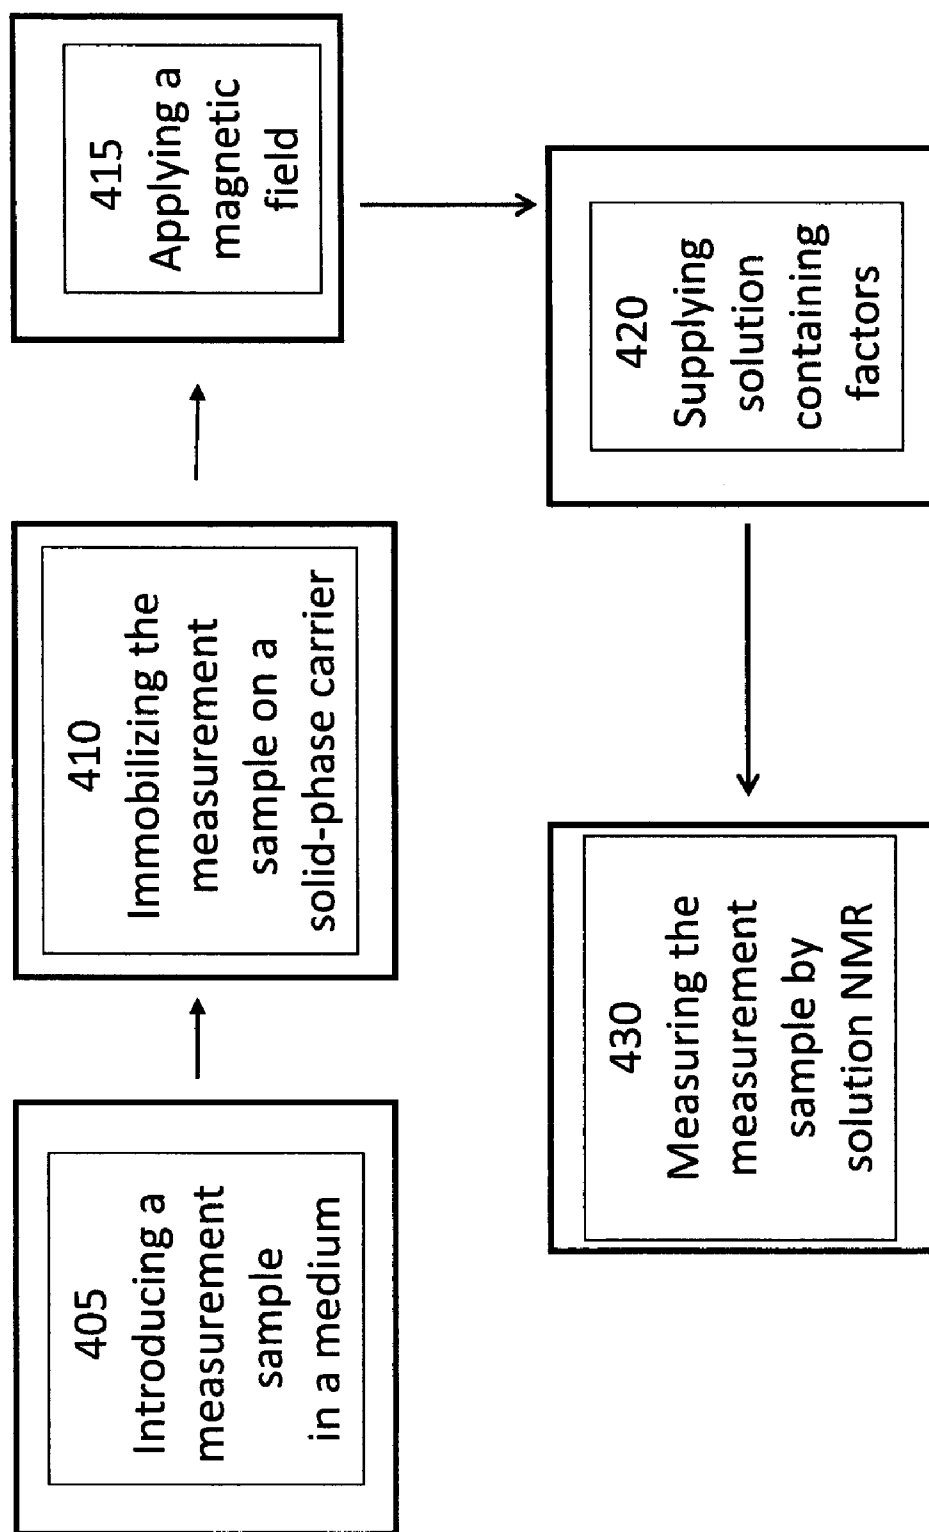 405
Introducing a
measurement
sample
in a medium
410
Immobilizing the
measurement
sample on a
solid-phase carrier
415
Applying a
magnetic
field
420
Supplying
solution
containing
factors
430
Measuring the
measurement
sample by
solution NMR